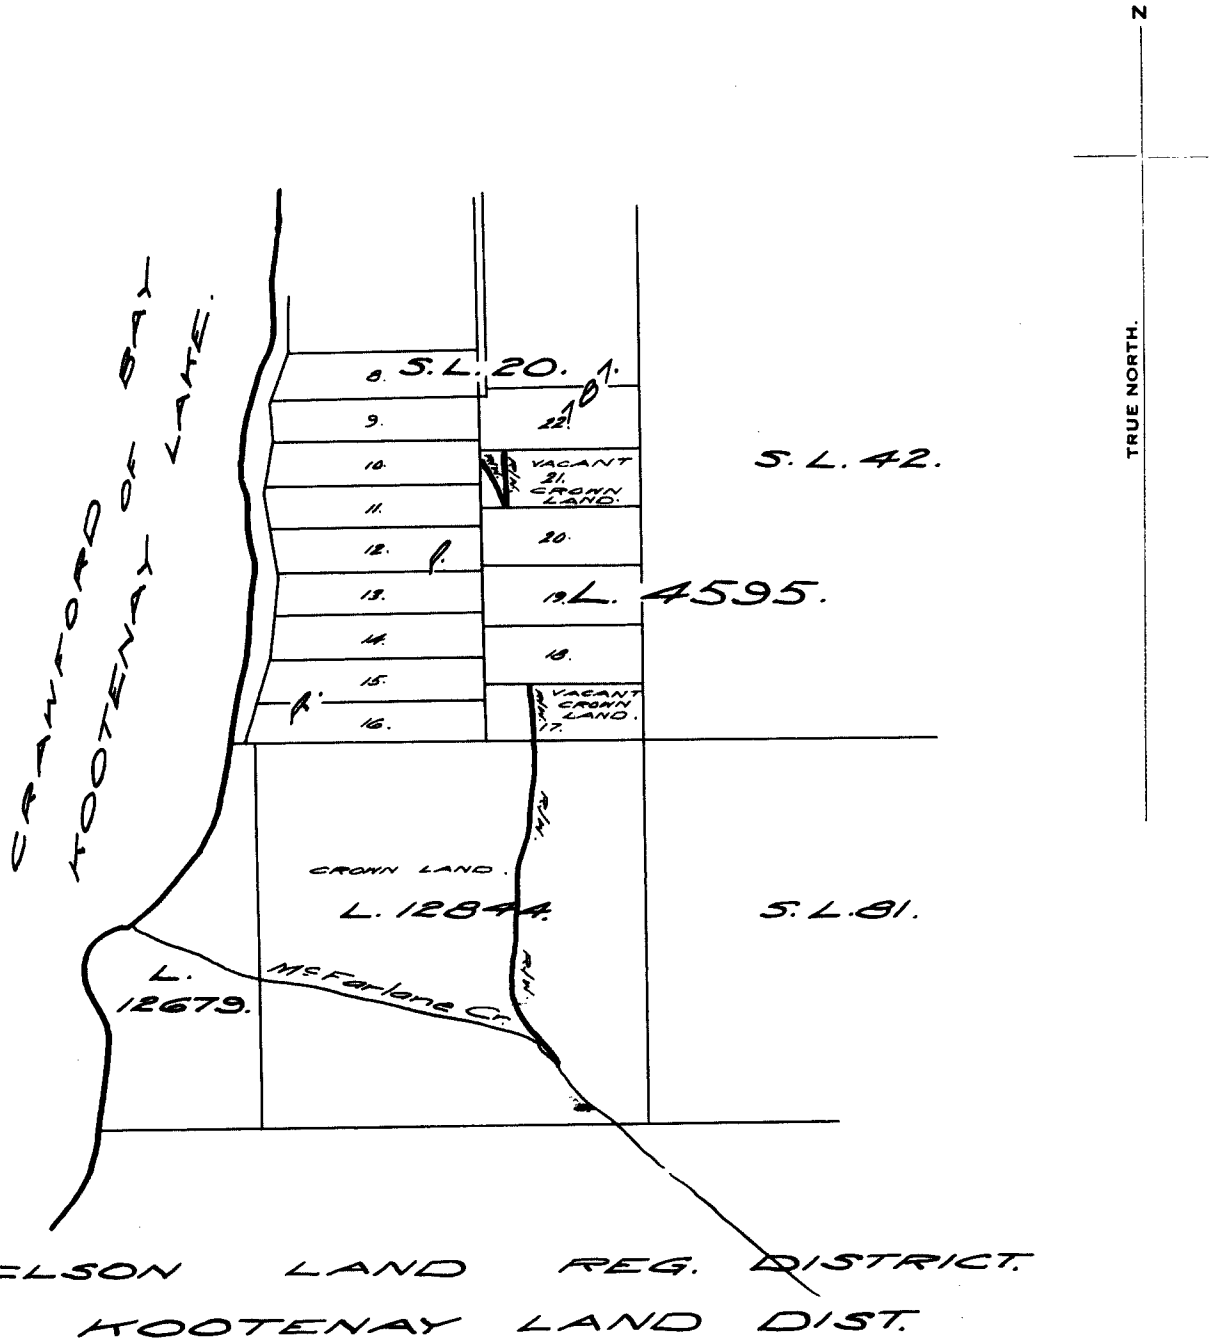 N
TRUE NORTH.
CRAWFORD BAY
KOOTENAY OF LAKE.
8. S.L. 20.
9.
22.
10.
R/W.
R/W.
VACANT
21.
CROWN
LAND.
S.L. 42.
11.
12.
20.
13.
19. L. 4595.
14.
18.
15.
16.
R/W.
VACANT
CROWN
LAND.
17.
R/W.
CROWN LAND.
L. 12844.
S.L. 81.
R/W.
L.
12679.
McFarlane Cr.
ELSON LAND REG. DISTRICT.
KOOTENAY LAND DIST.